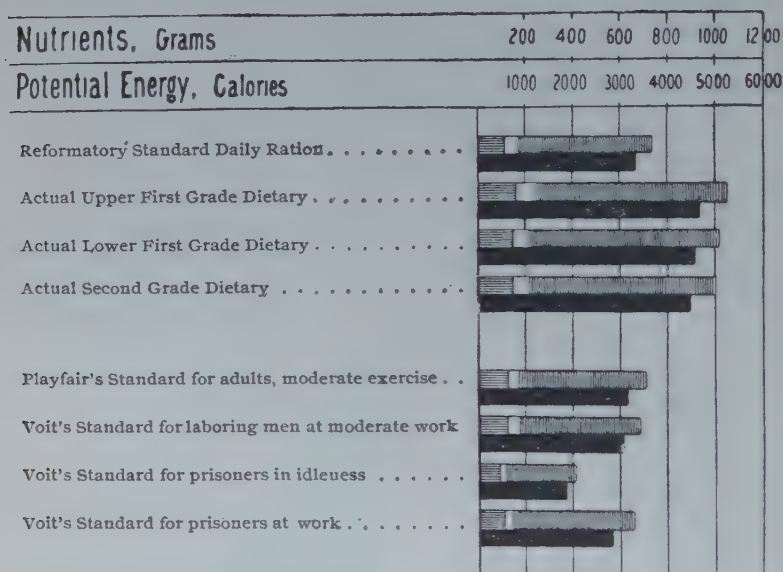 Nutrients, Grams 200 400 600 800 1000 1200
Potential Energy, Calories 1000 2000 3000 4000 5000 6000
Reformatory Standard Daily Ration. . . . . . . . .
Actual Upper First Grade Dietary . . . . . . . . . .
Actual Lower First Grade Dietary . . . . . . . . . .
Actual Second Grade Dietary . . . . . . . . . . . .
Playfair's Standard for adults, moderate exercise . .
Voit's Standard for laboring men at moderate work
Voit's Standard for prisoners in idleness . . . . . .
Voit's Standard for prisoners at work . . . . . . . .